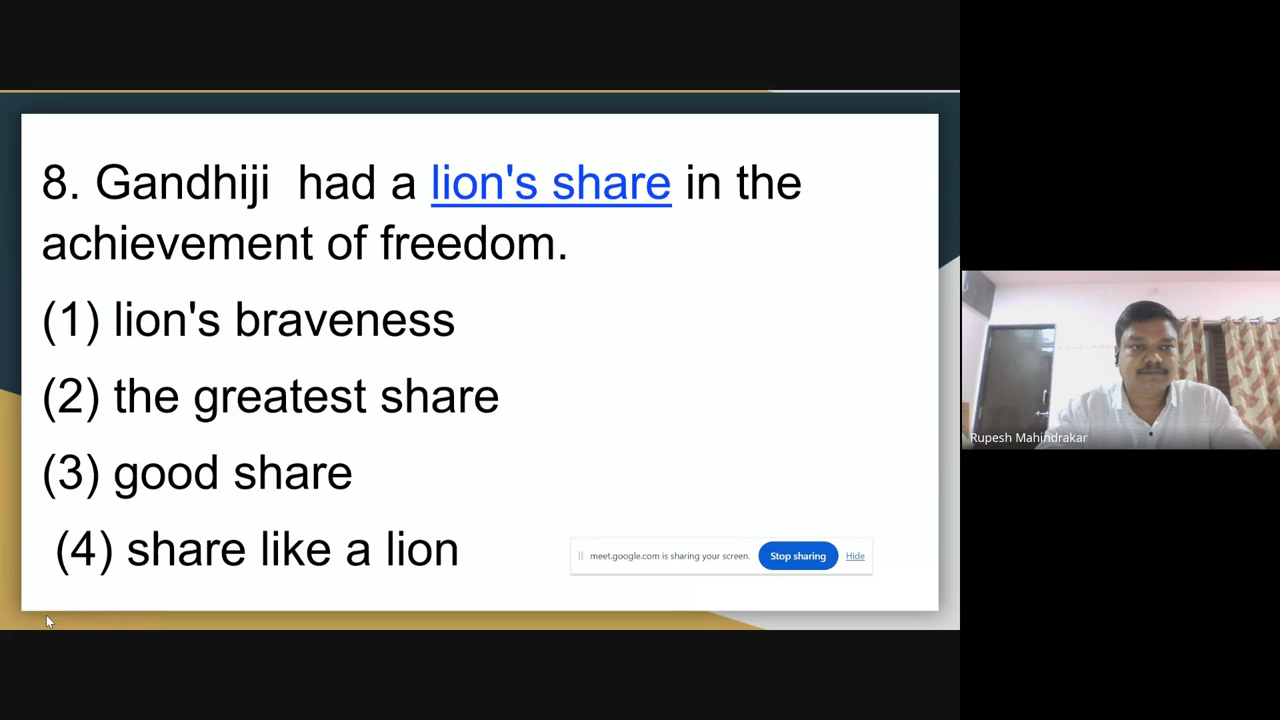 8. Gandhiji  had a lion's share in the
achievement of freedom.
(1) lion's braveness
(2) the greatest share
(3) good share
(4) share like a lion
meet.google.com is sharing your screen.
Stop sharing
Hide
Rupesh Mahindrakar